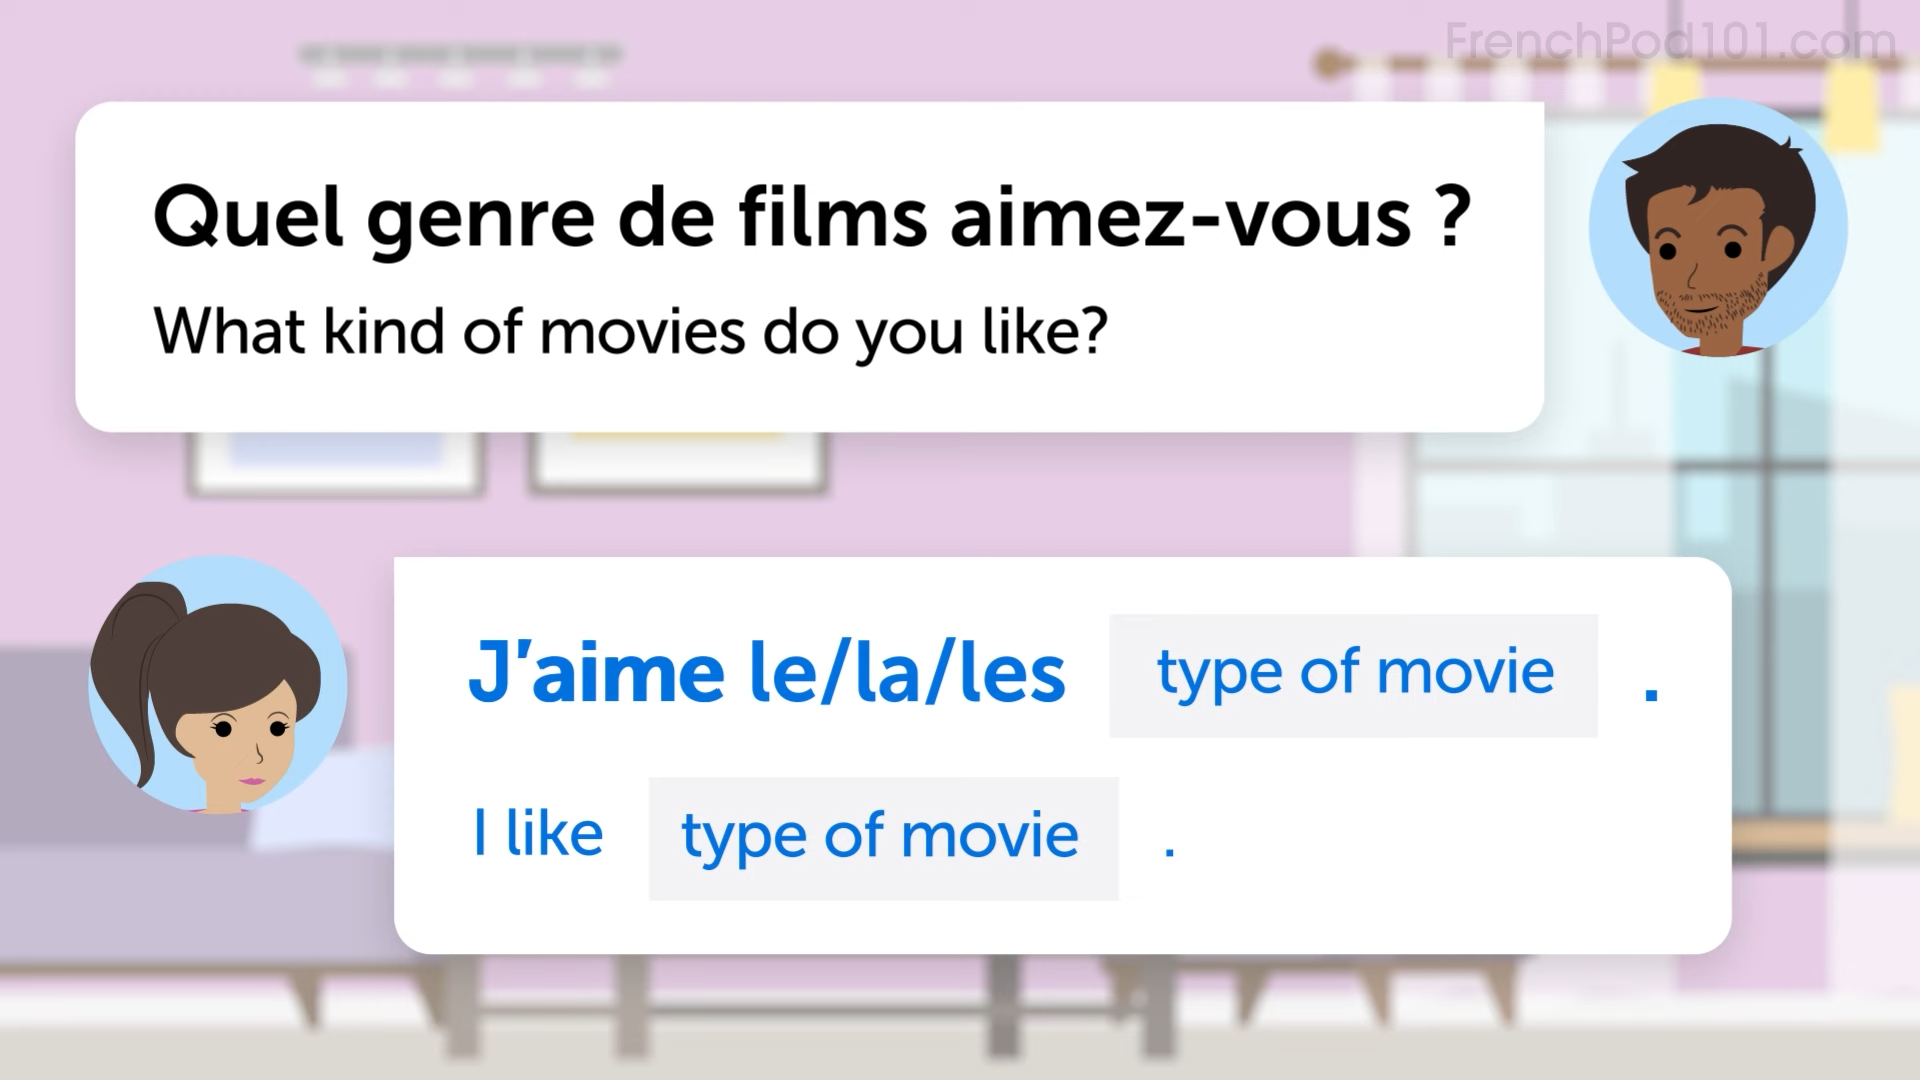 FrenchPod101.com
Quel genre de films aimez-vous ?
What kind of movies do you like?
J'aime le/la/les type of movie .
I like type of movie .